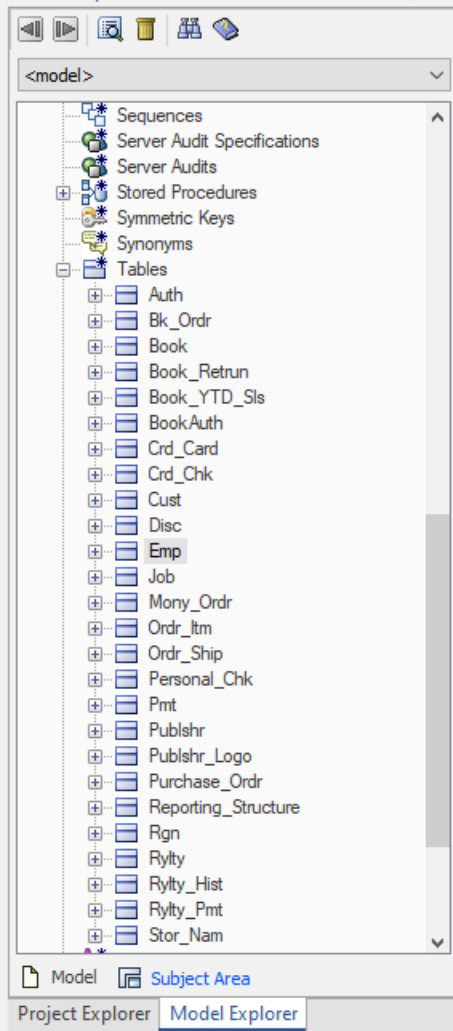 <model>
Sequences
Server Audit Specifications
Server Audits
Stored Procedures
Symmetric Keys
Synonyms
Tables
Auth
Bk_Ordr
Book
Book_Retrun
Book_YTD_Sls
BookAuth
Crd_Card
Crd_Chk
Cust
Disc
Emp
Job
Mony_Ordr
Ordr_Itm
Ordr_Ship
Personal_Chk
Pmt
Publshr
Publshr_Logo
Purchase_Ordr
Reporting_Structure
Rgn
Rylty
Rylty_Hist
Rylty_Pmt
Stor_Nam
Model Subject Area
Project Explorer Model Explorer